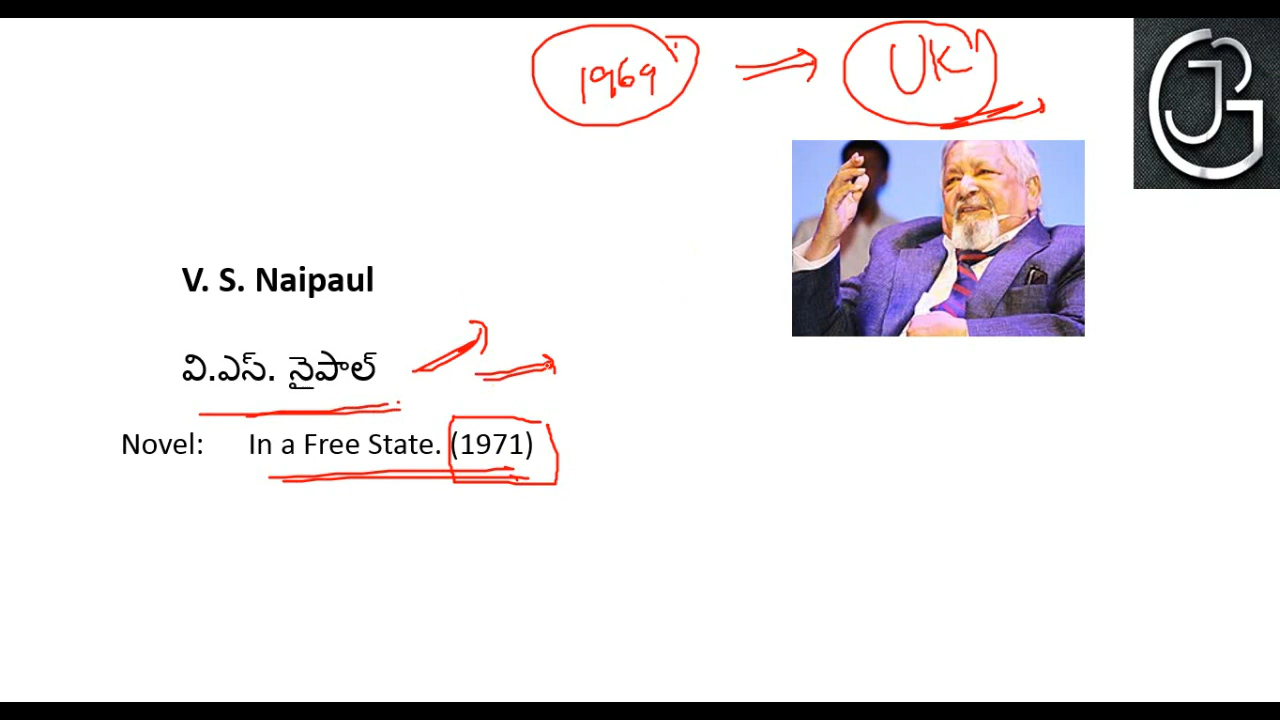 1969 UK
V. S. Naipaul
వి.ఎస్. నైపాల్
Novel: In a Free State. (1971)